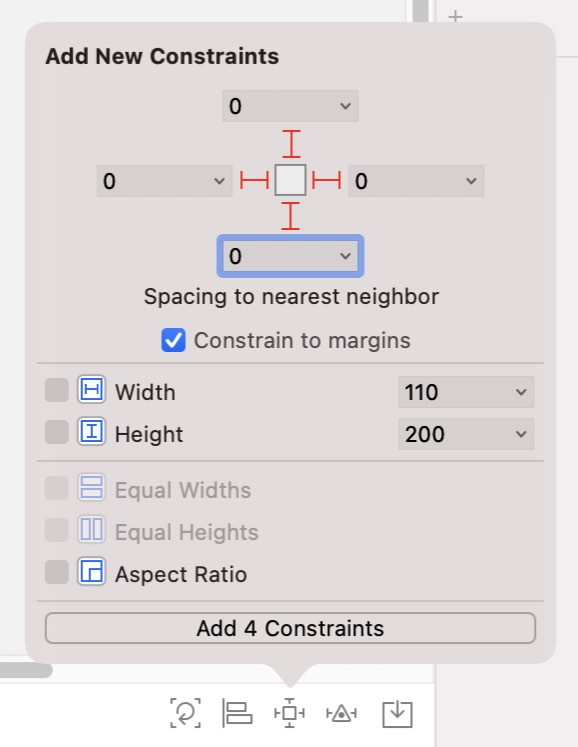 Add New Constraints
0
0 0
0
Spacing to nearest neighbor
Constrain to margins
Width 110
Height 200
Equal Widths
Equal Heights
Aspect Ratio
Add 4 Constraints